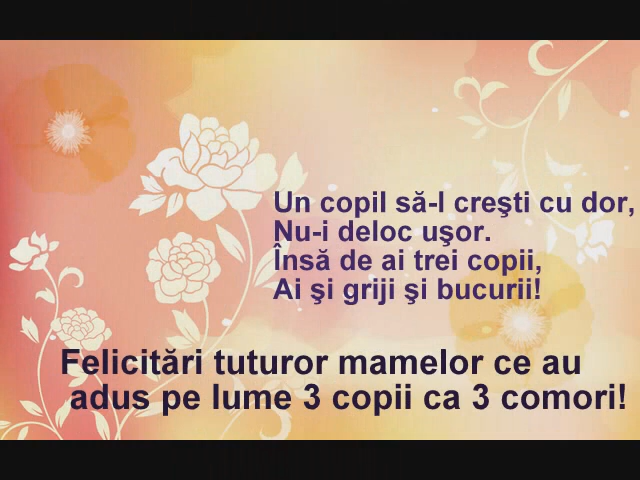 Un copil să-l creşti cu dor,
Nu-i deloc uşor.
Însă de ai trei copii,
Ai şi griji şi bucurii!
Felicitări tuturor mamelor ce au
adus pe lume 3 copii ca 3 comori!